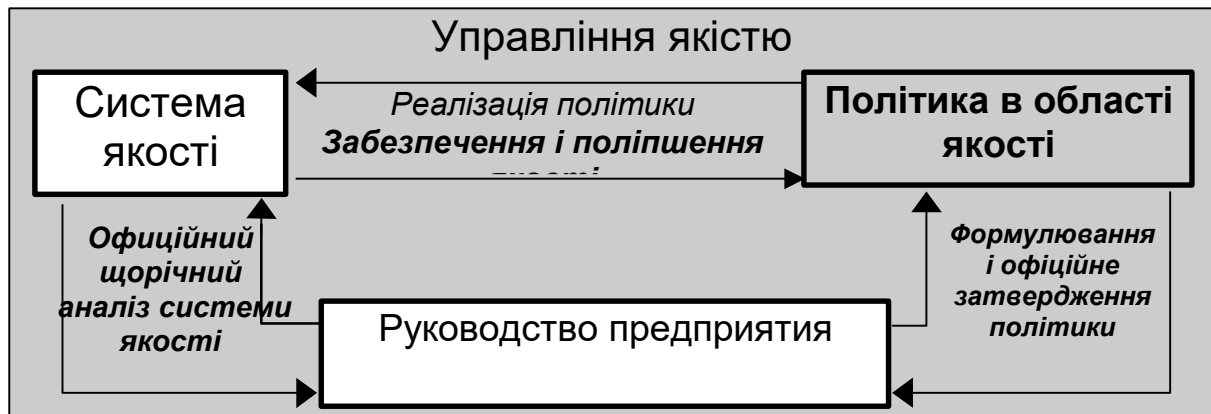 Управління якістю
Система
якості
Реалізація політики
Забезпечення і поліпшення
Політика в області
якості
Офиційний
щорічний
аналіз системи
якості
Формулювання
і офіційне
затвердження
політики
Руководство предприятия